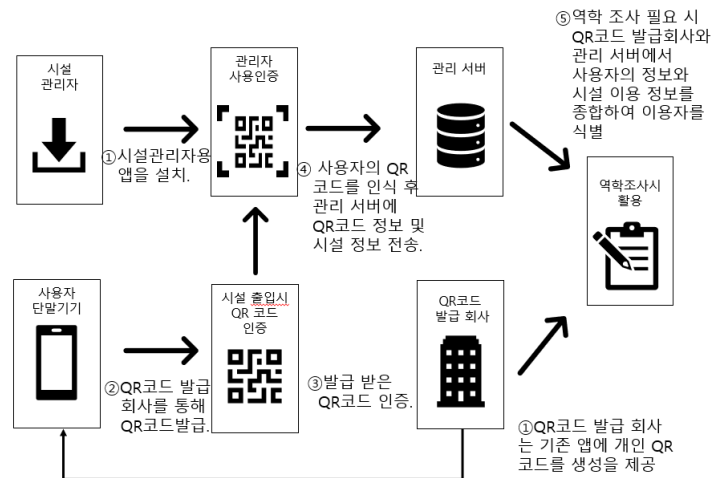 시설
관리자
관리자
사용인증
관리 서버
⑤역학 조사 필요 시
QR코드 발급회사와
관리 서버에서
사용자의 정보와
시설 이용 정보를
종합하여 이용자를
식별
①시설관리자용
앱을 설치.
④ 사용자의 QR
코드를 인식 후
관리 서버에
QR코드 정보 및
시설 정보 전송.
역학조사시
활용
사용자
단말기기
시설 출입시
QR 코드
인증
QR코드
발급 회사
②QR코드 발급
회사를 통해
QR코드발급.
③발급 받은
QR코드 인증.
①QR코드 발급 회사
는 기존 앱에 개인 QR
코드를 생성을 제공